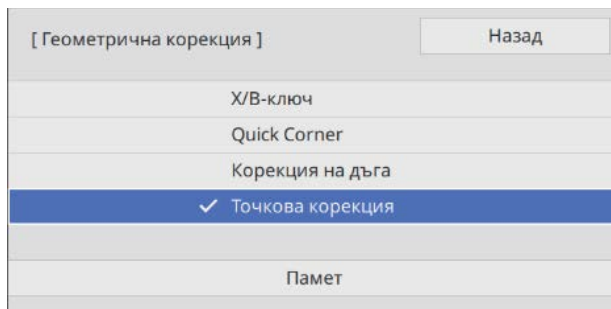 [ Геометрична корекция ]
Назад
Х/В-ключ
Quick Corner
Корекция на дъга
Точкова корекция
Памет